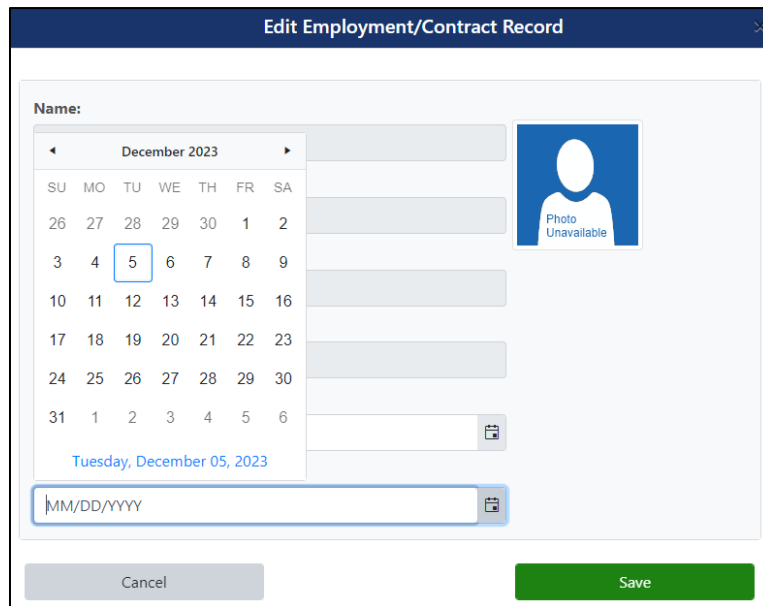 Edit Employment/Contract Record
Name:
December 2023
SU MO TU WE TH FR SA
26 27 28 29 30 1 2
3 4 5 6 7 8 9
10 11 12 13 14 15 16
17 18 19 20 21 22 23
24 25 26 27 28 29 30
31 1 2 3 4 5 6
Tuesday, December 05, 2023
Photo
Unavailable
MM/DD/YYYY
Cancel
Save